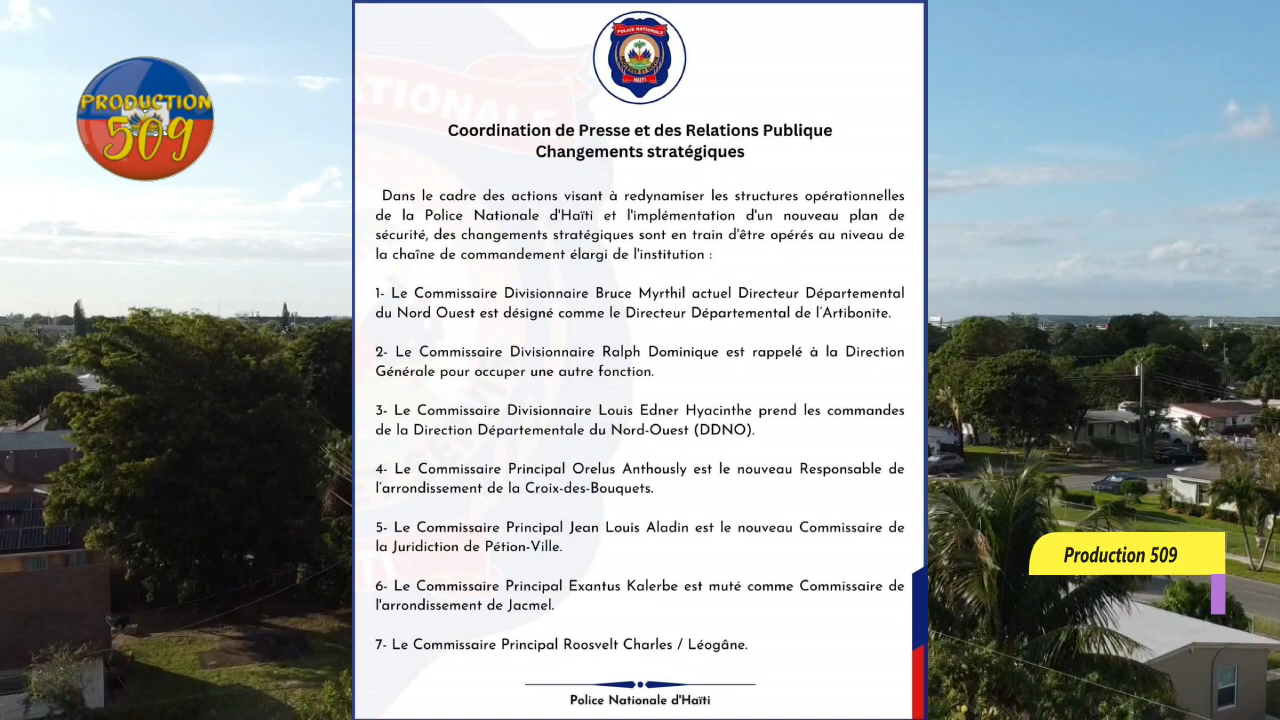 PRODUCTION
509
POLICE NATIONALE
HAITI
Coordination de Presse et des Relations Publique
Changements stratégiques
Dans le cadre des actions visant à redynamiser les structures opérationnelles
de la Police Nationale d'Haïti et l'implémentation d'un nouveau plan de
sécurité, des changements stratégiques sont en train d'être opérés au niveau de
la chaîne de commandement élargi de l'institution :
1- Le Commissaire Divisionnaire Bruce Myrthil actuel Directeur Départemental
du Nord Ouest est désigné comme le Directeur Départemental de l’Artibonite.
2- Le Commissaire Divisionnaire Ralph Dominique est rappelé à la Direction
Générale pour occuper une autre fonction.
3- Le Commissaire Divisionnaire Louis Edner Hyacinthe prend les commandes
de la Direction Départementale du Nord-Ouest (DDNO).
4- Le Commissaire Principal Orelus Anthously est le nouveau Responsable de
l’arrondissement de la Croix-des-Bouquets.
5- Le Commissaire Principal Jean Louis Aladin est le nouveau Commissaire de
la Juridiction de Pétion-Ville.
6- Le Commissaire Principal Exantus Kalerbe est muté comme Commissaire de
l'arrondissement de Jacmel.
7- Le Commissaire Principal Roosvelt Charles / Léogâne.
Police Nationale d'Haïti
Production 509